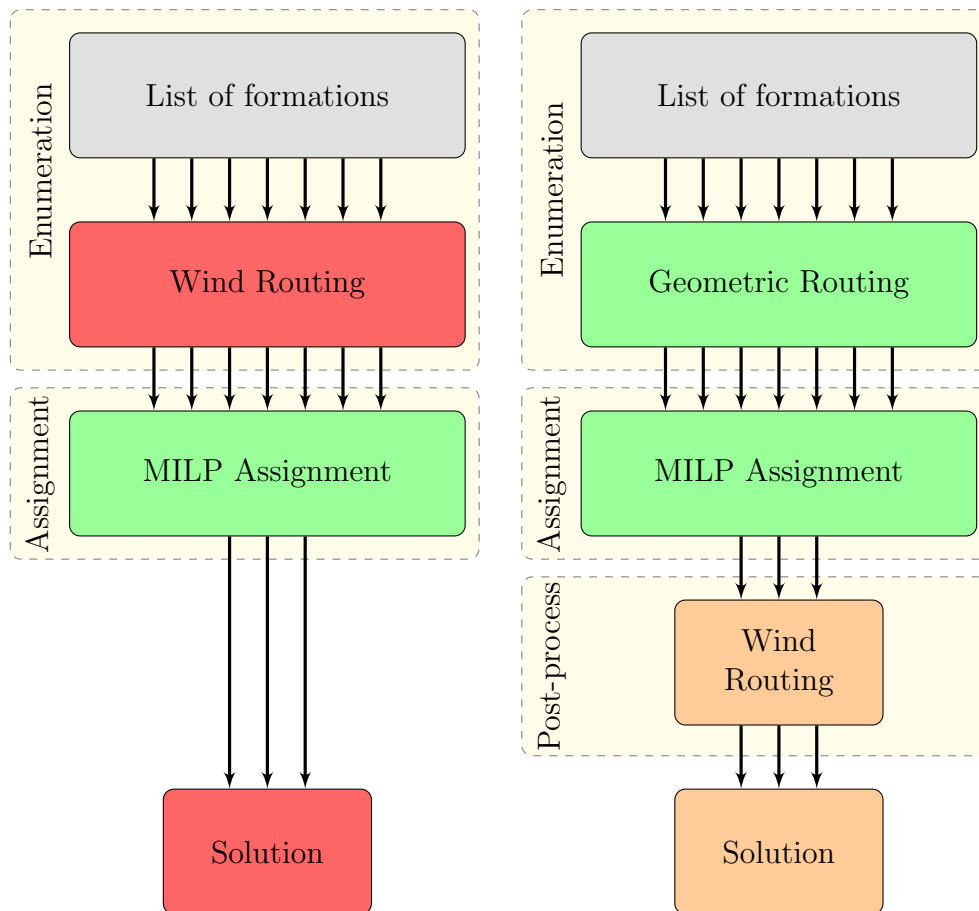 Enumeration
List of formations
Wind Routing
Assignment
MILP Assignment
Solution
Enumeration
List of formations
Geometric Routing
Assignment
MILP Assignment
Post-process
Wind
Routing
Solution